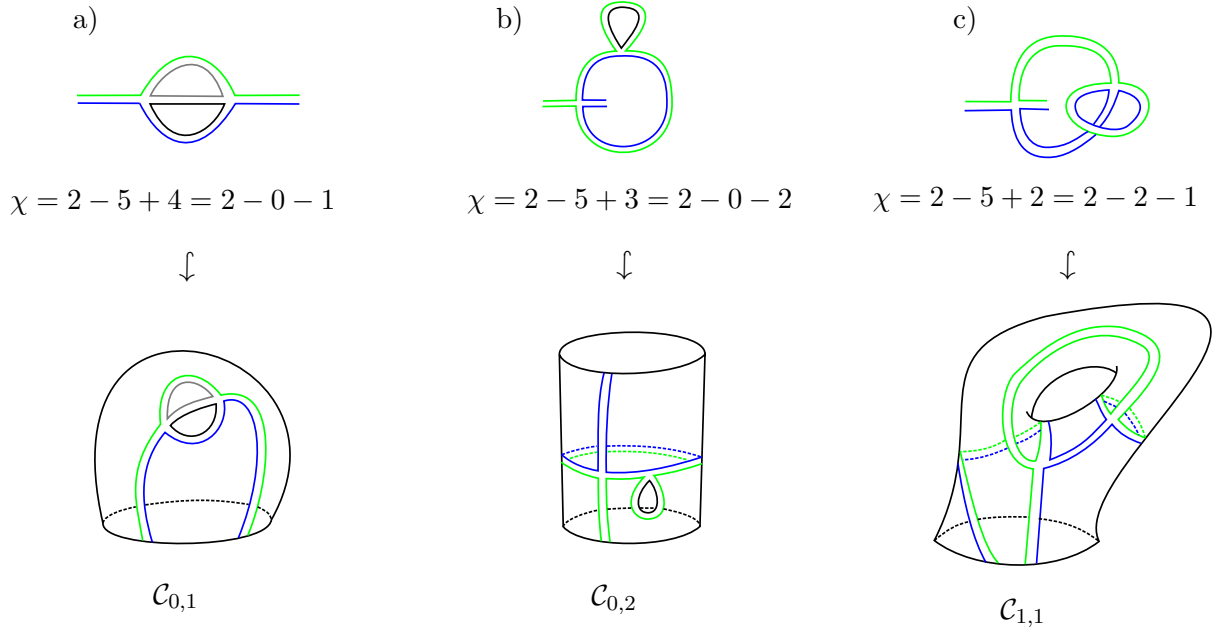 a) b) c)
χ = 2 − 5 + 4 = 2 − 0 − 1 χ = 2 − 5 + 3 = 2 − 0 − 2 χ = 2 − 5 + 2 = 2 − 2 − 1
𝒞₀,₁ 𝒞₀,₂ 𝒞₁,₁